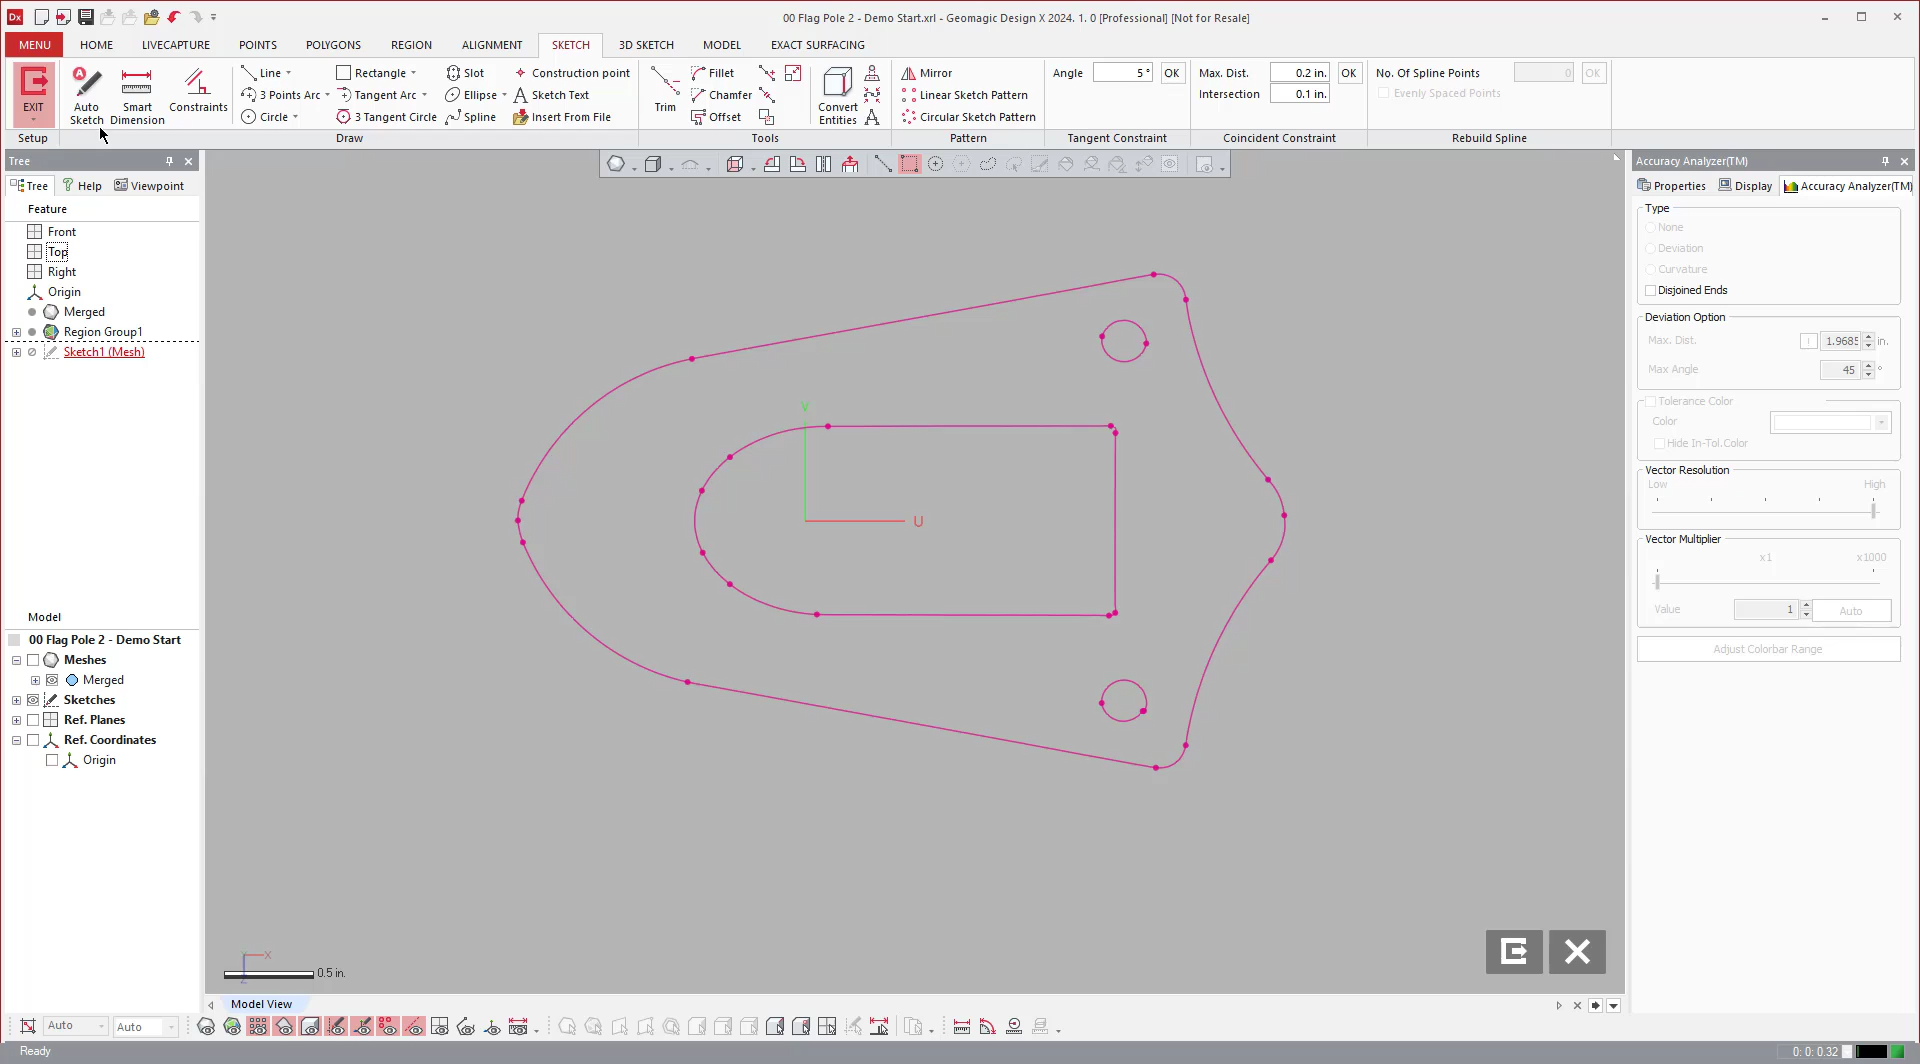 Dx
00 Flag Pole 2 - Demo Start.xrl - Geomagic Design X 2024. 1. 0 [Professional] [Not for Resale]
MENU HOME LIVECAPTURE POINTS POLYGONS REGION ALIGNMENT SKETCH 3D SKETCH MODEL EXACT SURFACING
EXIT
Auto Sketch
Smart Dimension
Constraints
Line Rectangle Slot Construction point
3 Points Arc Tangent Arc Ellipse Sketch Text
Circle 3 Tangent Circle Spline Insert From File
Trim
Fillet
Chamfer
Offset
Convert Entities
Mirror
Linear Sketch Pattern
Circular Sketch Pattern
Angle 5 ° OK
Max. Dist. 0.2 in. OK
Intersection 0.1 in.
No. Of Spline Points 0 OK
Evenly Spaced Points
Setup Draw Tools Pattern Tangent Constraint Coincident Constraint Rebuild Spline
Tree
Tree Help Viewpoint
Feature
Front
Top
Right
Origin
Merged
Region Group1
Sketch1 (Mesh)
Model
00 Flag Pole 2 - Demo Start
Meshes
Merged
Sketches
Ref. Planes
Ref. Coordinates
Origin
V
U
X
Z
0.5 in.
Accuracy Analyzer(TM)
Properties Display Accuracy Analyzer(TM)
Type
None
Deviation
Curvature
Disjoined Ends
Deviation Option
Max. Dist. 1.9685 in.
Max Angle 45 °
Tolerance Color
Color
Hide In-Tol.Color
Vector Resolution
Low High
Vector Multiplier
x1 x1000
Value 1 Auto
Adjust Colorbar Range
Model View
Auto Auto
Ready
0: 0: 0.32